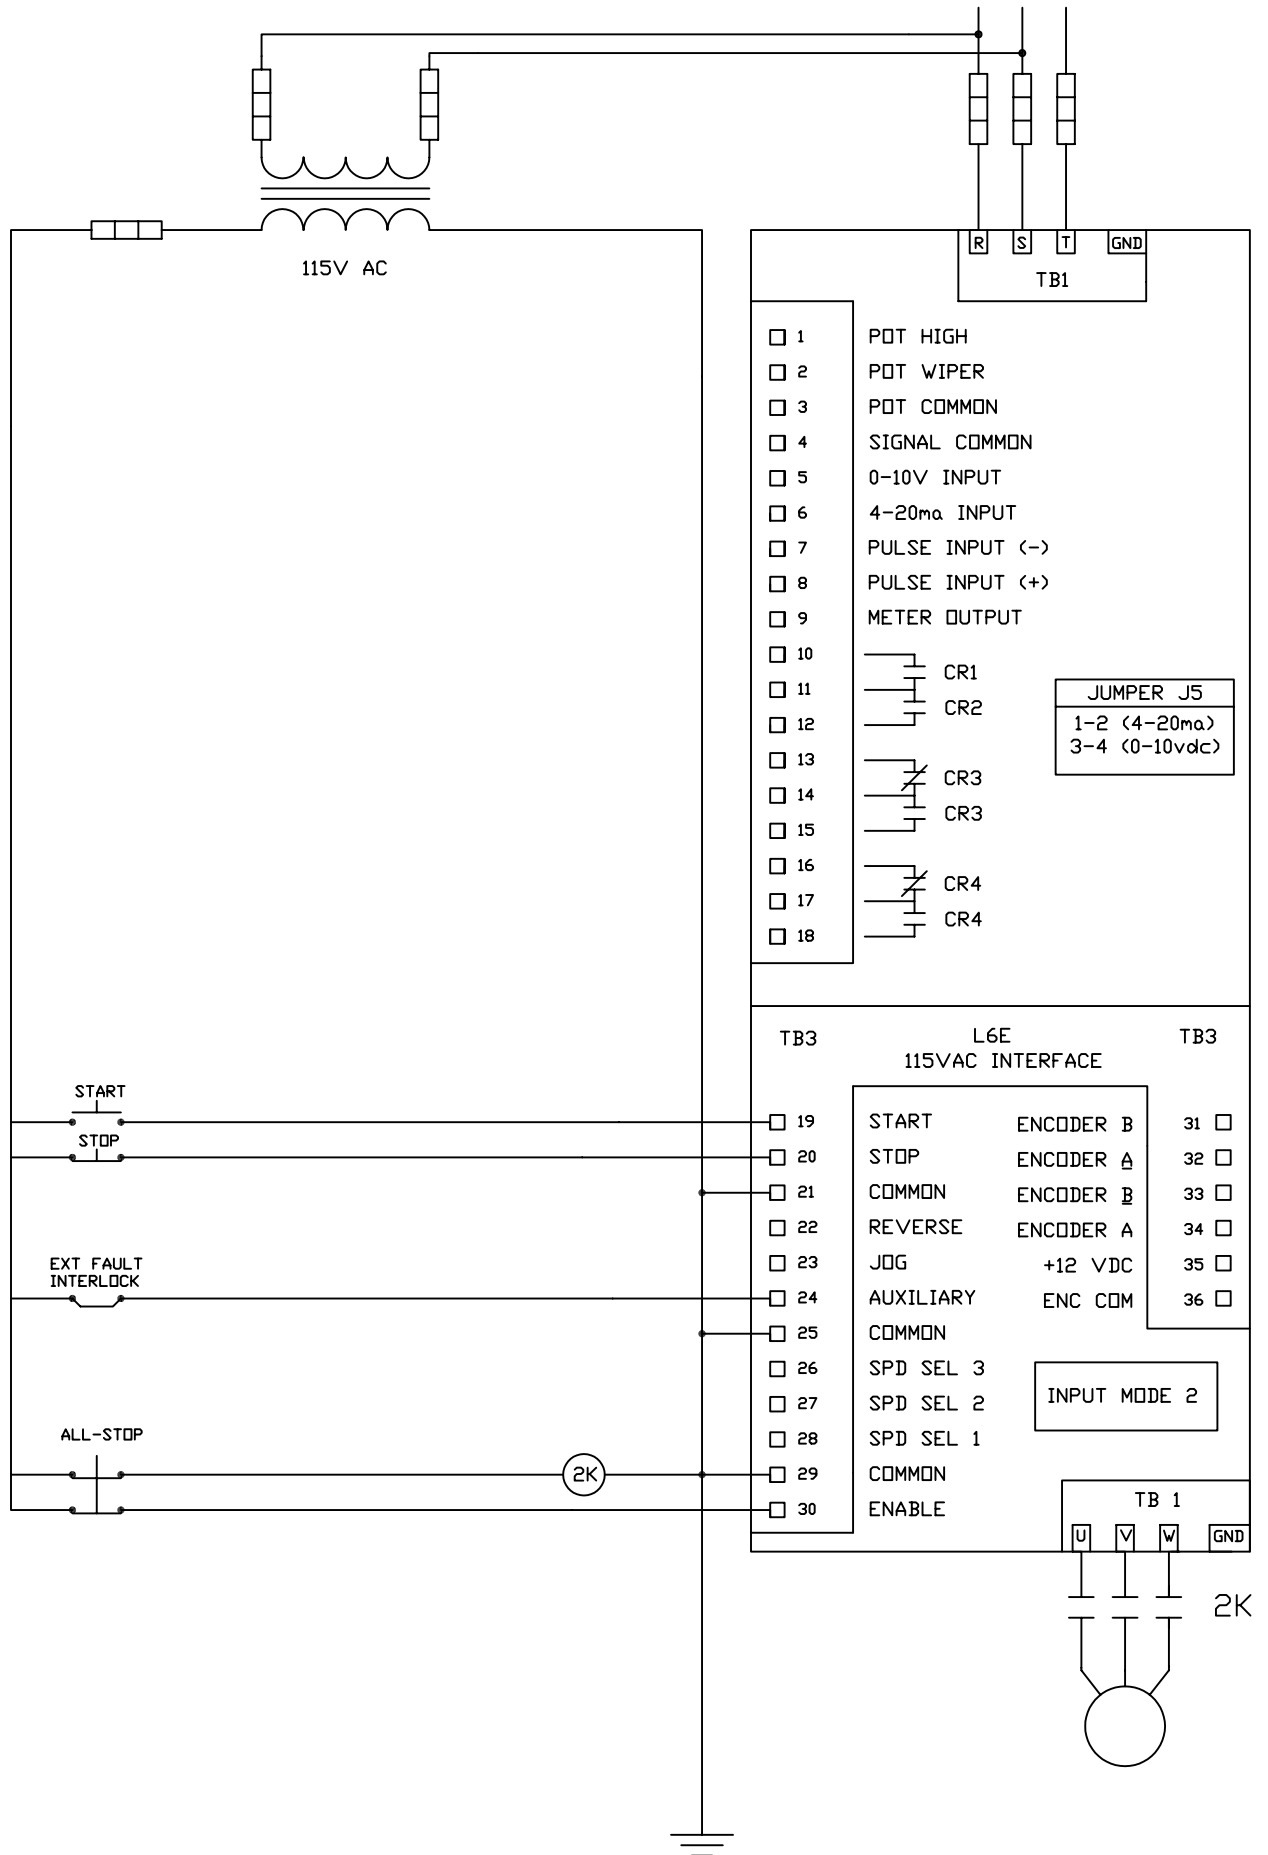 R S T GND
TB1
115V AC
1 POT HIGH
2 POT WIPER
3 POT COMMON
4 SIGNAL COMMON
5 0-10V INPUT
6 4-20ma INPUT
7 PULSE INPUT (-)
8 PULSE INPUT (+)
9 METER OUTPUT
10
CR1
11
CR2
12
13
CR3
14
CR3
15
16
CR4
17
CR4
18
JUMPER J5
1-2 (4-20ma)
3-4 (0-10vdc)
TB3 L6E TB3
115VAC INTERFACE
START
19 START ENCODER B 31
STOP
20 STOP ENCODER A 32
21 COMMON ENCODER B 33
22 REVERSE ENCODER A 34
EXT FAULT
INTERLOCK
23 JOG +12 VDC 35
24 AUXILIARY ENC COM 36
25 COMMON
26 SPD SEL 3
27 SPD SEL 2
28 SPD SEL 1
INPUT MODE 2
ALL-STOP
2K
29 COMMON
30 ENABLE
TB 1
U V W GND
2K